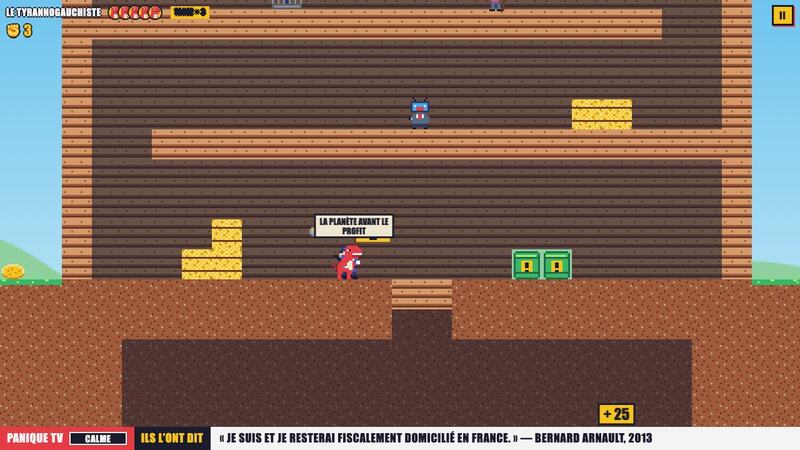 LE TYRANNOGAUCHISTE
3
LA PLANÈTE AVANT LE
PROFIT
+ 25
PANIQUE TV
CALME
ILS L'ONT DIT
« JE SUIS ET JE RESTERAI FISCALEMENT DOMICILIÉ EN FRANCE. » — BERNARD ARNAULT, 2013